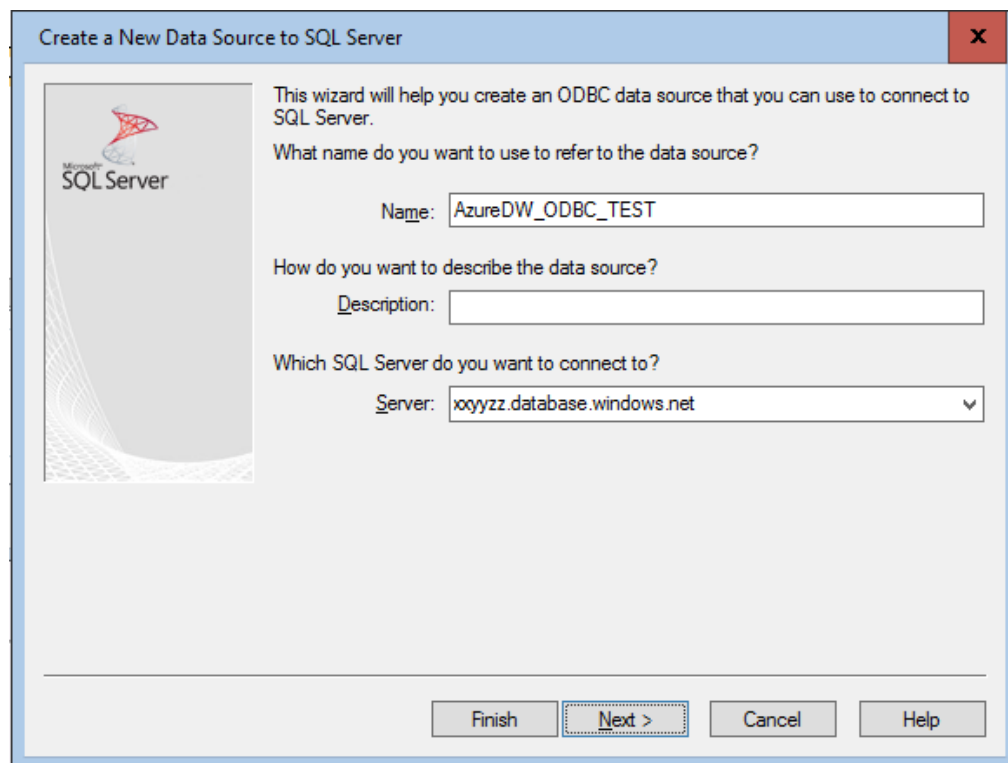 Create a New Data Source to SQL Server
x
Microsoft
SQL Server
This wizard will help you create an ODBC data source that you can use to connect to
SQL Server.
What name do you want to use to refer to the data source?
Name: AzureDW_ODBC_TEST
How do you want to describe the data source?
Description:
Which SQL Server do you want to connect to?
Server: xxyyzz.database.windows.net
Finish
Next >
Cancel
Help